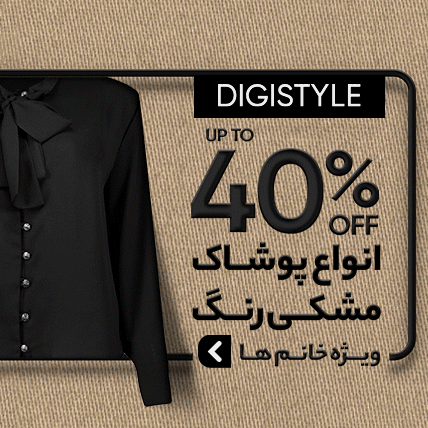 DIGISTYLE
UP TO
40%
OFF
انواع پوشاک
مشکی رنگ
ویژه خانم ها